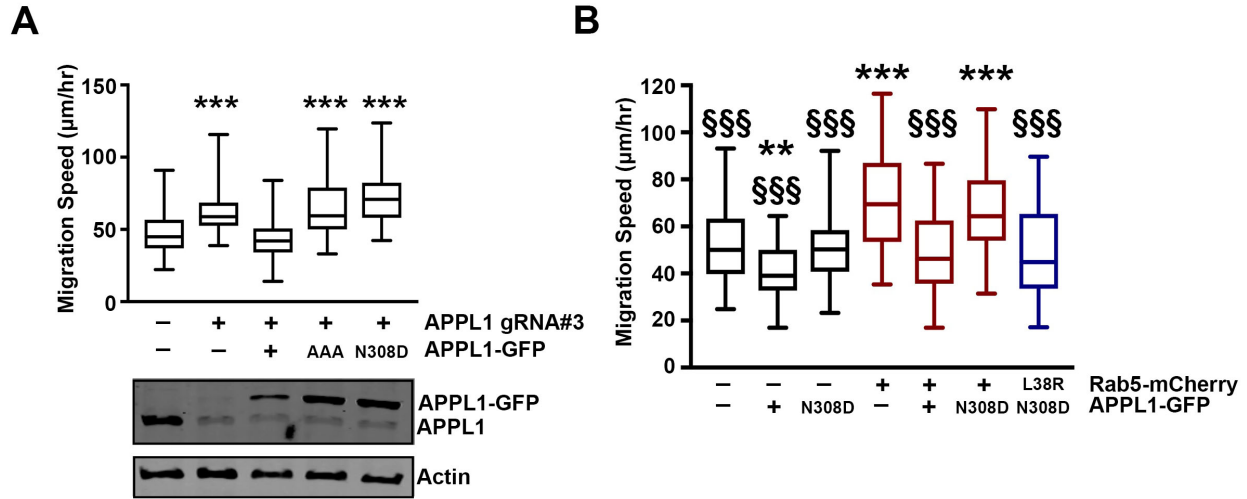 A
Migration Speed (μm/hr)
150
100
50
0
*** *** ***
– + + + + APPL1 gRNA#3
– – + AAA N308D APPL1-GFP
APPL1-GFP
APPL1
Actin
B
Migration Speed (μm/hr)
120
100
80
60
40
20
0
*** ***
§§§ §§§ §§§ §§§
**
§§§
– – – + + + L38R Rab5-mCherry
– + N308D – + N308D N308D APPL1-GFP